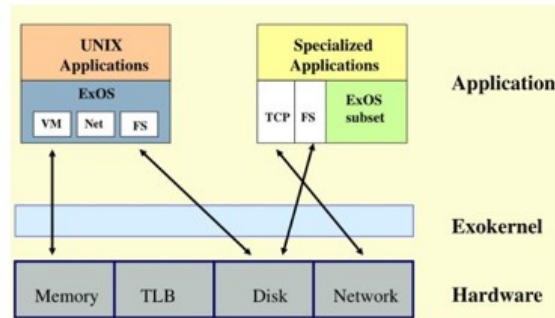 UNIX
Applications
ExOS
VM Net FS
Specialized
Applications
TCP FS
ExOS
subset
Application
Exokernel
Memory TLB Disk Network
Hardware